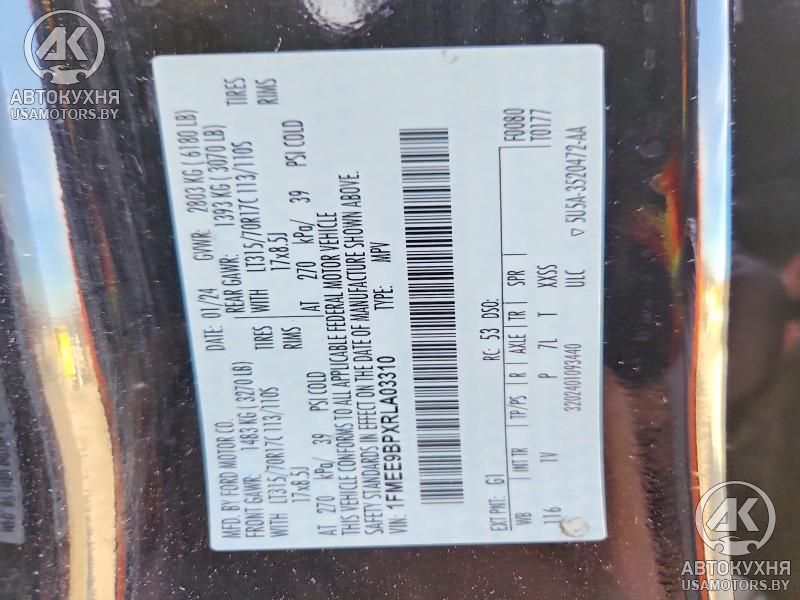 MFD. BY FORD MOTOR CO.
DATE: 01/24 GVWR: 2803 KG ( 6180 LB)
FRONT GAWR: 1483 KG ( 3270 LB) REAR GAWR: 1393 KG ( 3070 LB)
WITH LT315/70R17C 113/110S TIRES WITH LT315/70R17C 113/110S TIRES
17x8.5J RIMS 17x8.5J RIMS
AT 270 kPa/ 39 PSI COLD AT 270 kPa/ 39 PSI COLD
THIS VEHICLE CONFORMS TO ALL APPLICABLE FEDERAL MOTOR VEHICLE
SAFETY STANDARDS IN EFFECT ON THE DATE OF MANUFACTURE SHOWN ABOVE.
VIN: 1FMEE9BPXRLA03310 TYPE: MPV
F0080
T0177
EXT PNT: G1 RC: 53 DSO:
WB INT TR TP/PS R AXLE TR SPR
116 1V P 7L T XXSS
3202401093440 ULC ▽ SU5A-3520472-AA
АК
АВТОКУХНЯ
USAMOTORS.BY
АК
АВТОКУХНЯ
USAMOTORS.BY